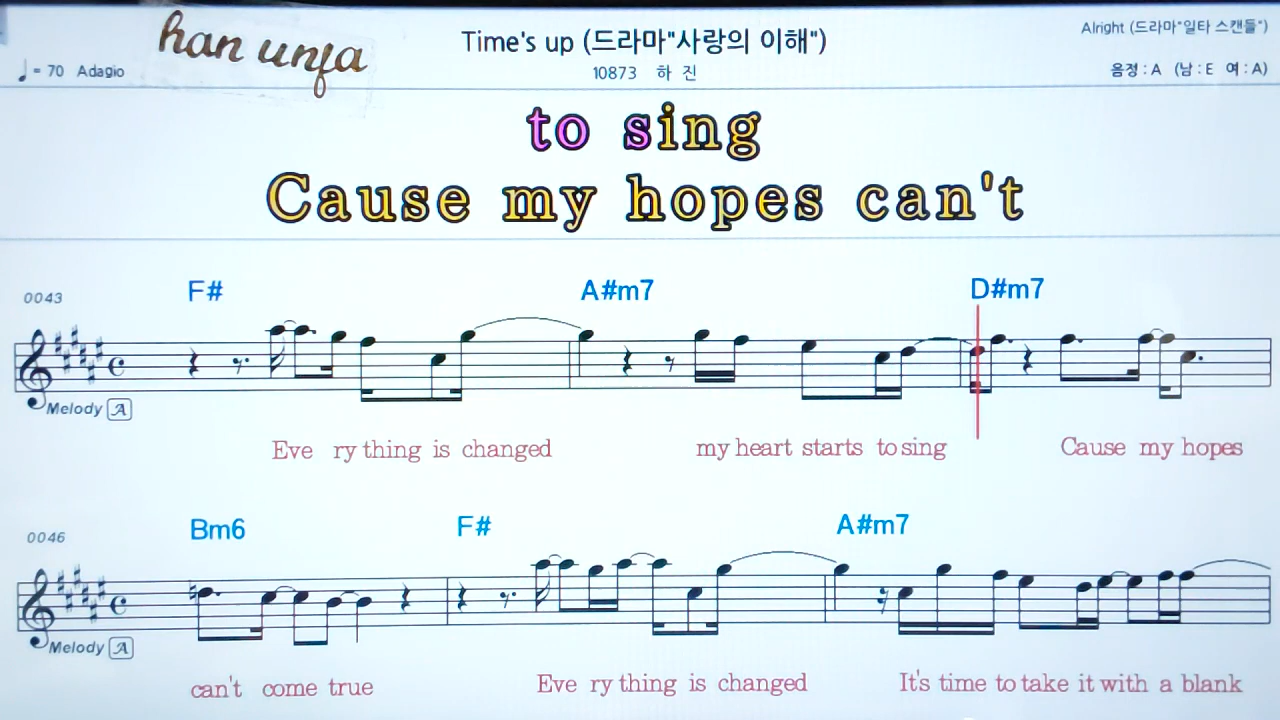 han unfa
Time's up (드라마"사랑의 이해")
Alright (드라마"일타 스캔들")
♩= 70 Adagio
10873 하 진
음정 : A (남 : E 여 : A)
to sing
Cause my hopes can't
0043
F# A#m7 D#m7
Melody A
Eve ry thing is changed my heart starts to sing Cause my hopes
0046
Bm6 F# A#m7
Melody A
can't come true Eve ry thing is changed It's time to take it with a blank